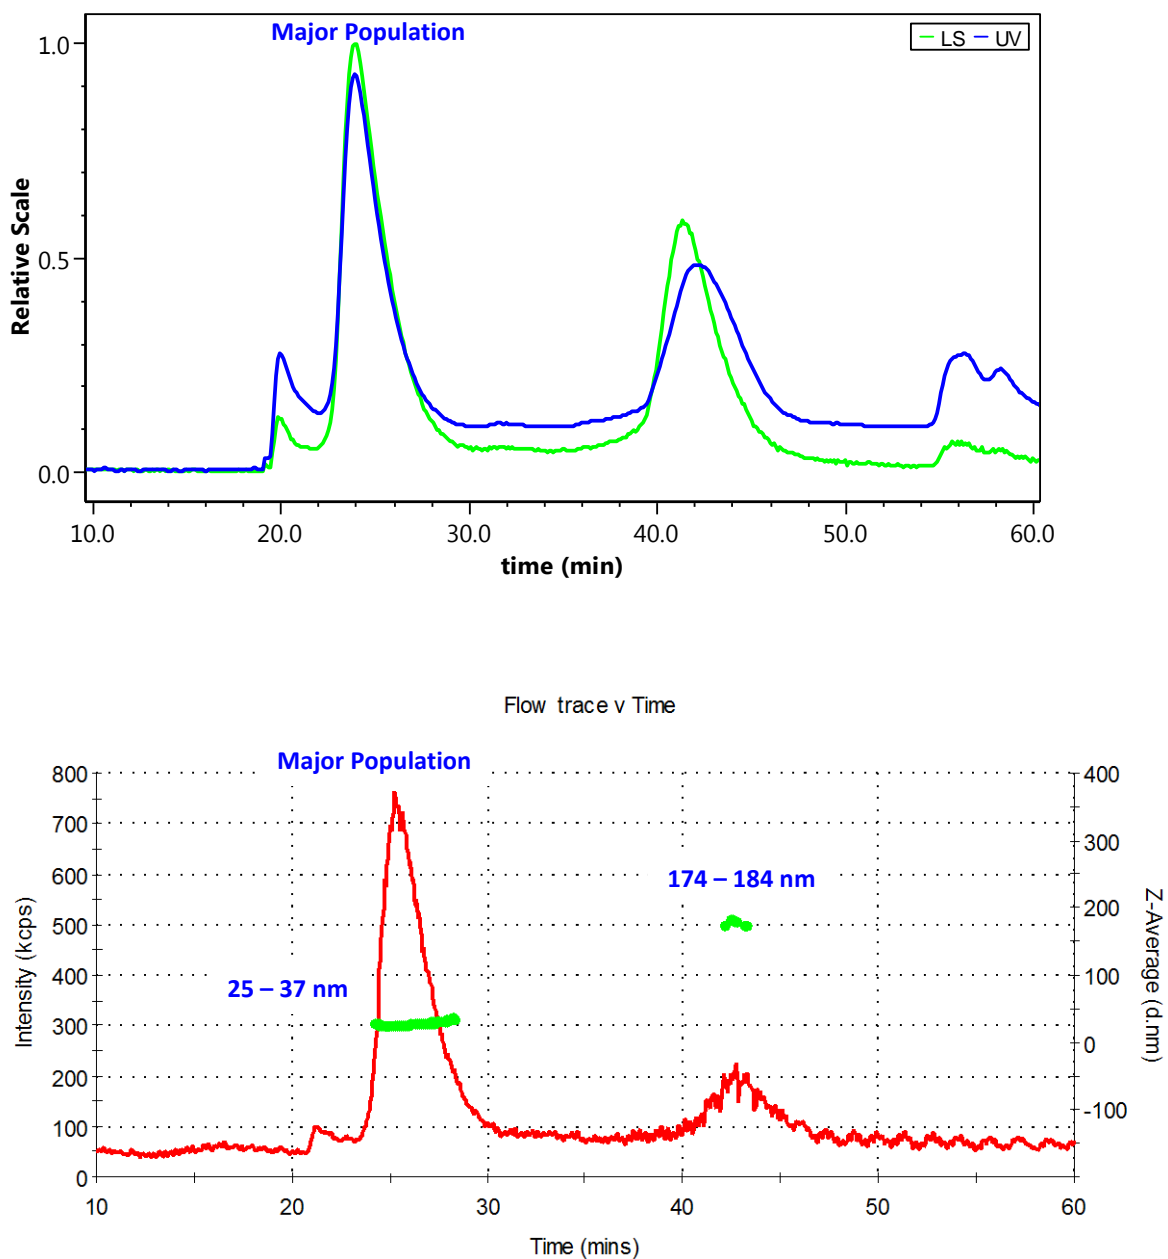 Major Population
LS UV
1.0
0.5
0.0
Relative Scale
10.0 20.0 30.0 40.0 50.0 60.0
time (min)
Flow trace v Time
Major Population
800 400
700 300
600
174 – 184 nm
500 200
400 100
25 – 37 nm
300 0
200
100 -100
0
Intensity (kcps)
Z-Average (d.nm)
10 20 30 40 50 60
Time (mins)